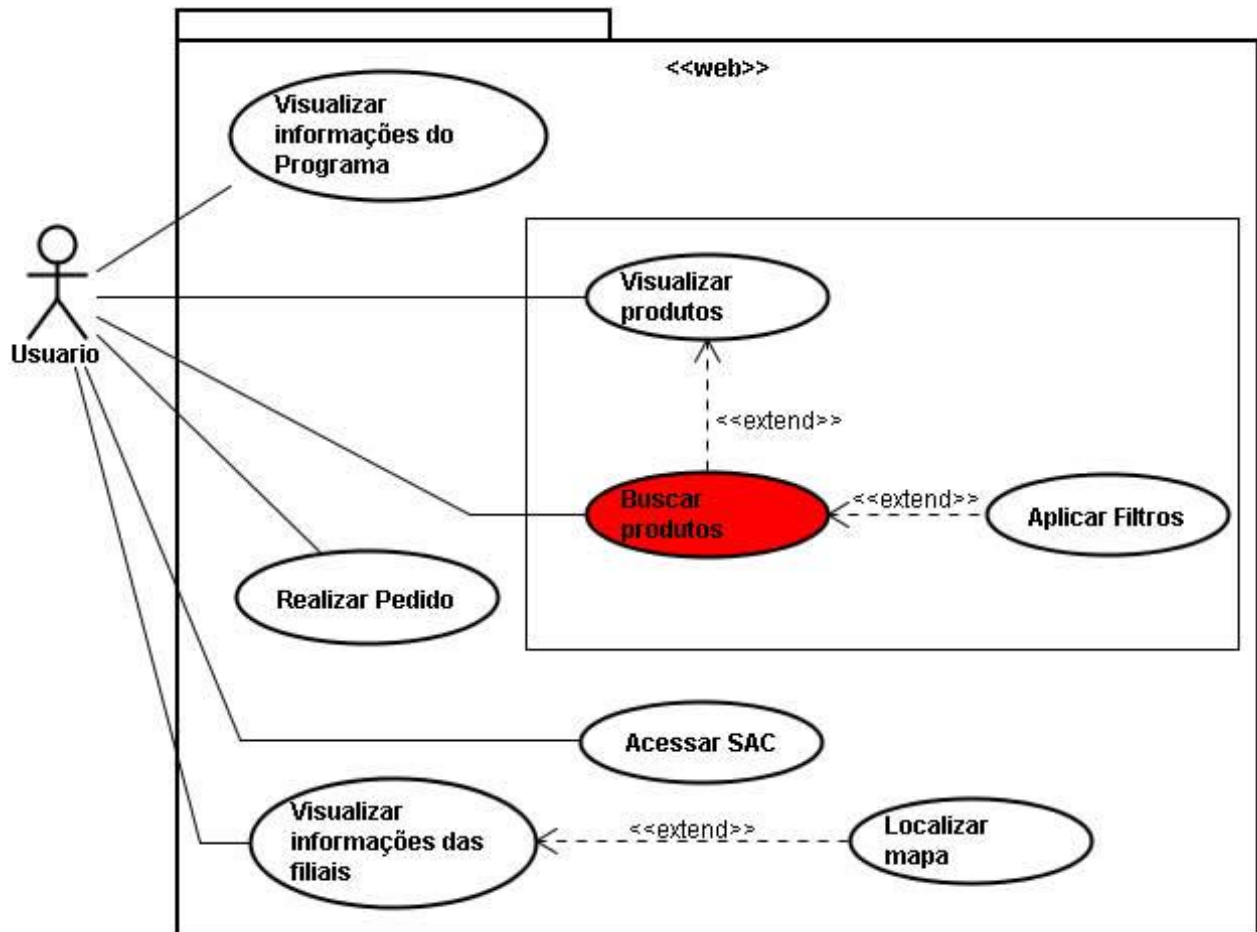 <<web>>
Visualizar
informações do
Programa
Visualizar
produtos
Usuario
<<extend>>
Buscar
produtos
<<extend>>
Aplicar Filtros
Realizar Pedido
Acessar SAC
Visualizar
informações das
filiais
<<extend>>
Localizar
mapa